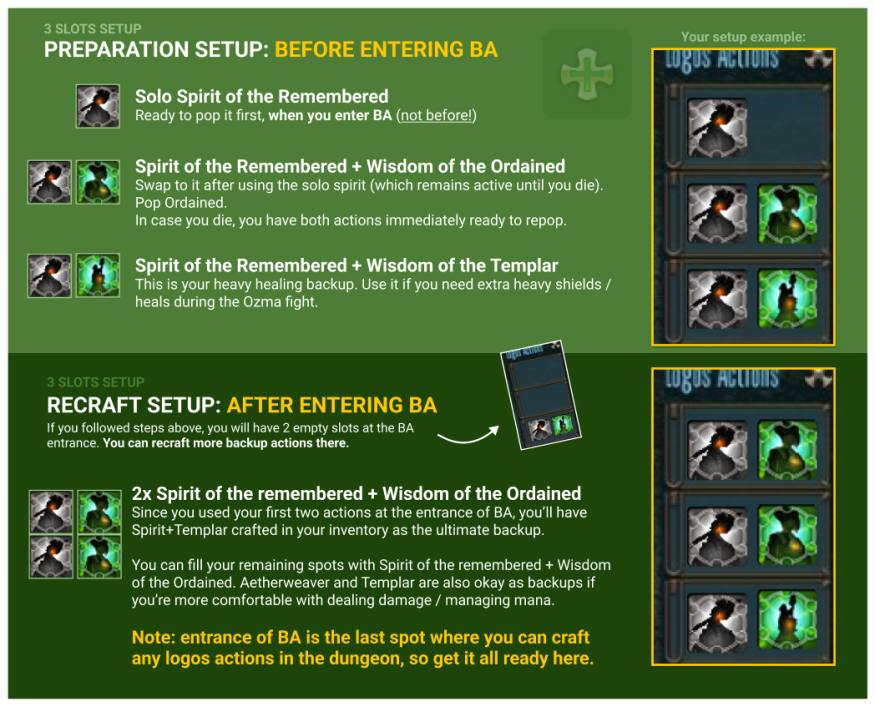 3 SLOTS SETUP
PREPARATION SETUP: BEFORE ENTERING BA
Your setup example:
Logos Actions
Solo Spirit of the Remembered
Ready to pop it first, when you enter BA (not before!)
Spirit of the Remembered + Wisdom of the Ordained
Swap to it after using the solo spirit (which remains active until you die).
Pop Ordained.
In case you die, you have both actions immediately ready to repop.
Spirit of the Remembered + Wisdom of the Templar
This is your heavy healing backup. Use it if you need extra heavy shields /
heals during the Ozma fight.
3 SLOTS SETUP
RECRAFT SETUP: AFTER ENTERING BA
If you followed steps above, you will have 2 empty slots at the BA
entrance. You can recraft more backup actions there.
Logos Actions
Logos Actions
2x Spirit of the remembered + Wisdom of the Ordained
Since you used your first two actions at the entrance of BA, you'll have
Spirit+Templar crafted in your inventory as the ultimate backup.
You can fill your remaining spots with Spirit of the remembered + Wisdom
of the Ordained. Aetherweaver and Templar are also okay as backups if
you're more comfortable with dealing damage / managing mana.
Note: entrance of BA is the last spot where you can craft
any logos actions in the dungeon, so get it all ready here.